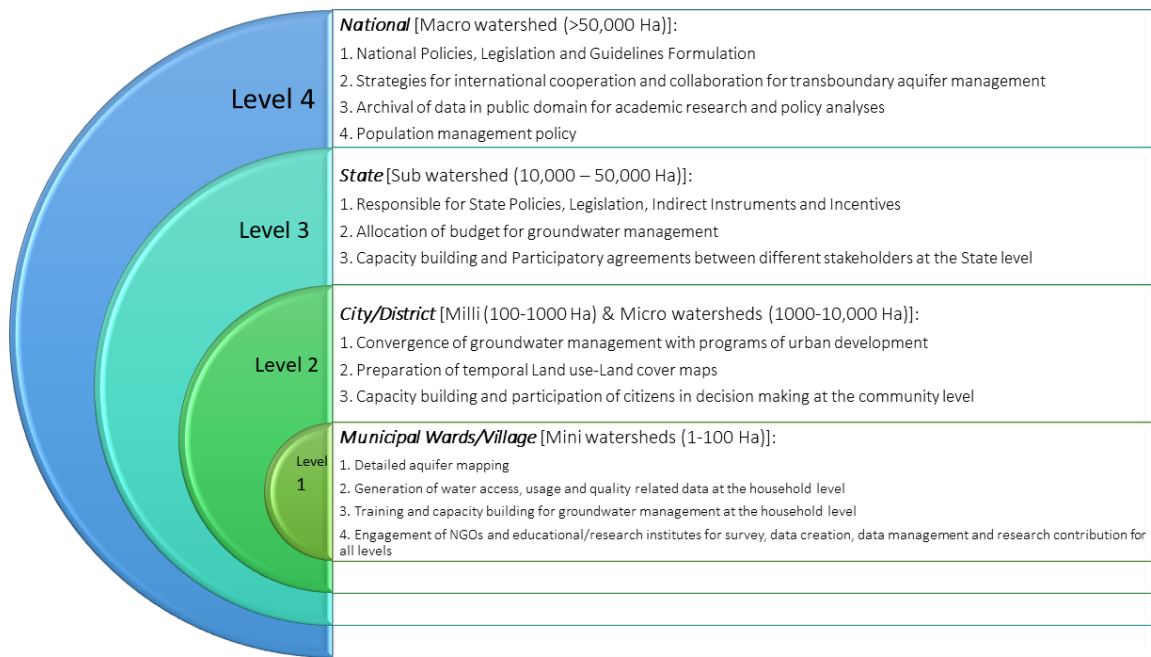 Level 4
National [Macro watershed (>50,000 Ha)]:
1. National Policies, Legislation and Guidelines Formulation
2. Strategies for international cooperation and collaboration for transboundary aquifer management
3. Archival of data in public domain for academic research and policy analyses
4. Population management policy
Level 3
State [Sub watershed (10,000 – 50,000 Ha)]:
1. Responsible for State Policies, Legislation, Indirect Instruments and Incentives
2. Allocation of budget for groundwater management
3. Capacity building and Participatory agreements between different stakeholders at the State level
Level 2
City/District [Milli (100-1000 Ha) & Micro watersheds (1000-10,000 Ha)]:
1. Convergence of groundwater management with programs of urban development
2. Preparation of temporal Land use-Land cover maps
3. Capacity building and participation of citizens in decision making at the community level
Level
1
Municipal Wards/Village [Mini watersheds (1-100 Ha)]:
1. Detailed aquifer mapping
2. Generation of water access, usage and quality related data at the household level
3. Training and capacity building for groundwater management at the household level
4. Engagement of NGOs and educational/research institutes for survey, data creation, data management and research contribution for
all levels